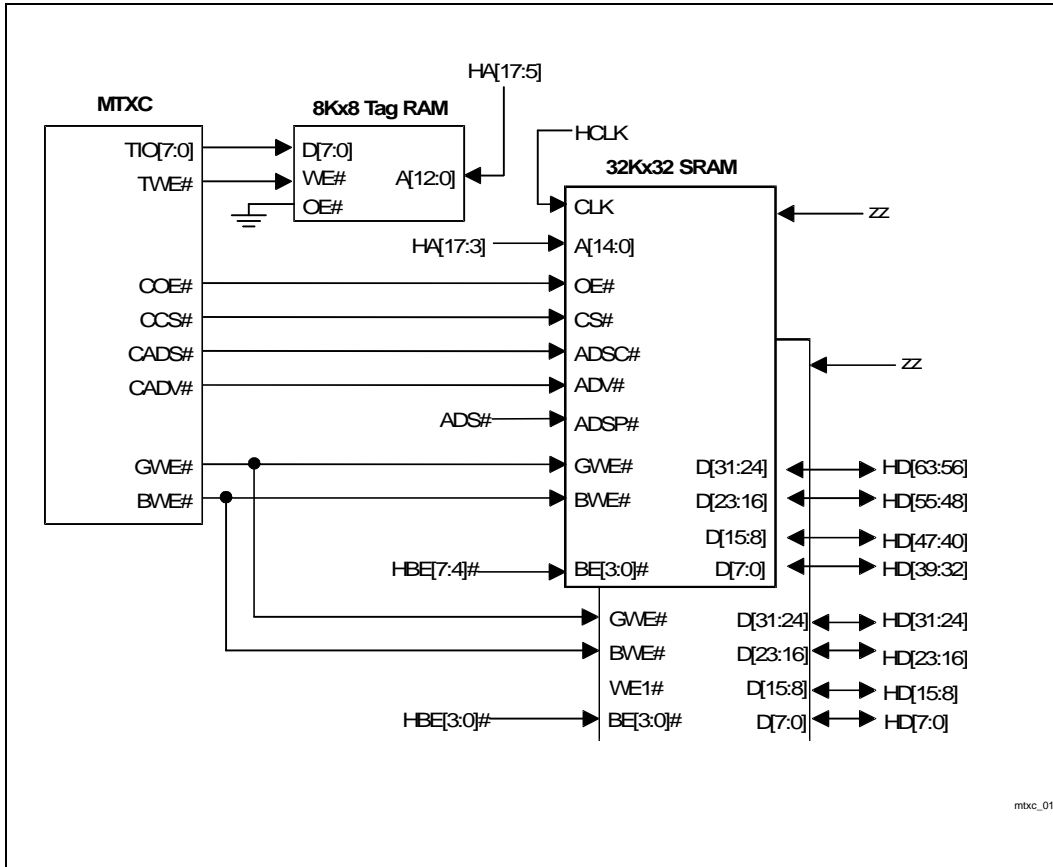 HA[17:5]
MTXC
8Kx8 Tag RAM
HCLK
TIO[7:0]
D[7:0]
TWE#
WE#
A[12:0]
OE#
32Kx32 SRAM
CLK
ZZ
HA[17:3]
A[14:0]
COE#
OE#
CCS#
CS#
CADS#
ADSC#
ZZ
CADV#
ADV#
ADS#
ADSP#
GWE#
GWE#
D[31:24]
HD[63:56]
BWE#
BWE#
D[23:16]
HD[55:48]
D[15:8]
HD[47:40]
HBE[7:4]#
BE[3:0]#
D[7:0]
HD[39:32]
GWE#
D[31:24]
HD[31:24]
BWE#
D[23:16]
HD[23:16]
WE1#
D[15:8]
HD[15:8]
HBE[3:0]#
BE[3:0]#
D[7:0]
HD[7:0]
mtxc_01